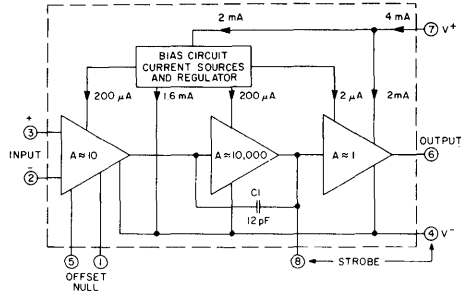 2 mA
4 mA
⑦ V+
BIAS CIRCUIT
CURRENT SOURCES
AND REGULATOR
200 μA
1.6 mA
200 μA
2 μA
2mA
+
③
INPUT
A≈10
A≈10,000
A≈1
OUTPUT
⑥
-
②
C1
12 pF
④ V-
⑤
①
⑧
STROBE
OFFSET
NULL